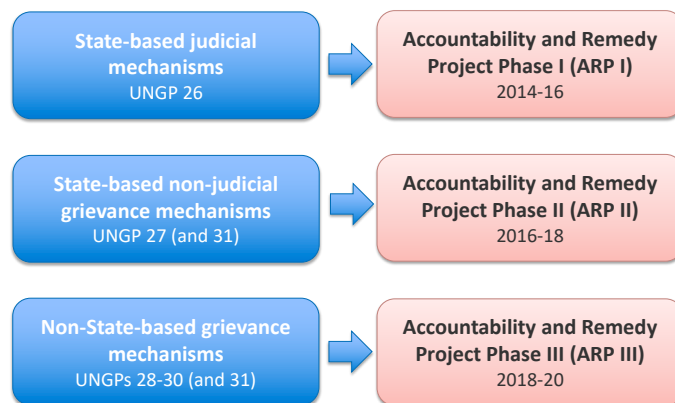 State-based judicial
mechanisms
UNGP 26
Accountability and Remedy
Project Phase I (ARP I)
2014-16
State-based non-judicial
grievance mechanisms
UNGP 27 (and 31)
Accountability and Remedy
Project Phase II (ARP II)
2016-18
Non-State-based grievance
mechanisms
UNGPs 28-30 (and 31)
Accountability and Remedy
Project Phase III (ARP III)
2018-20